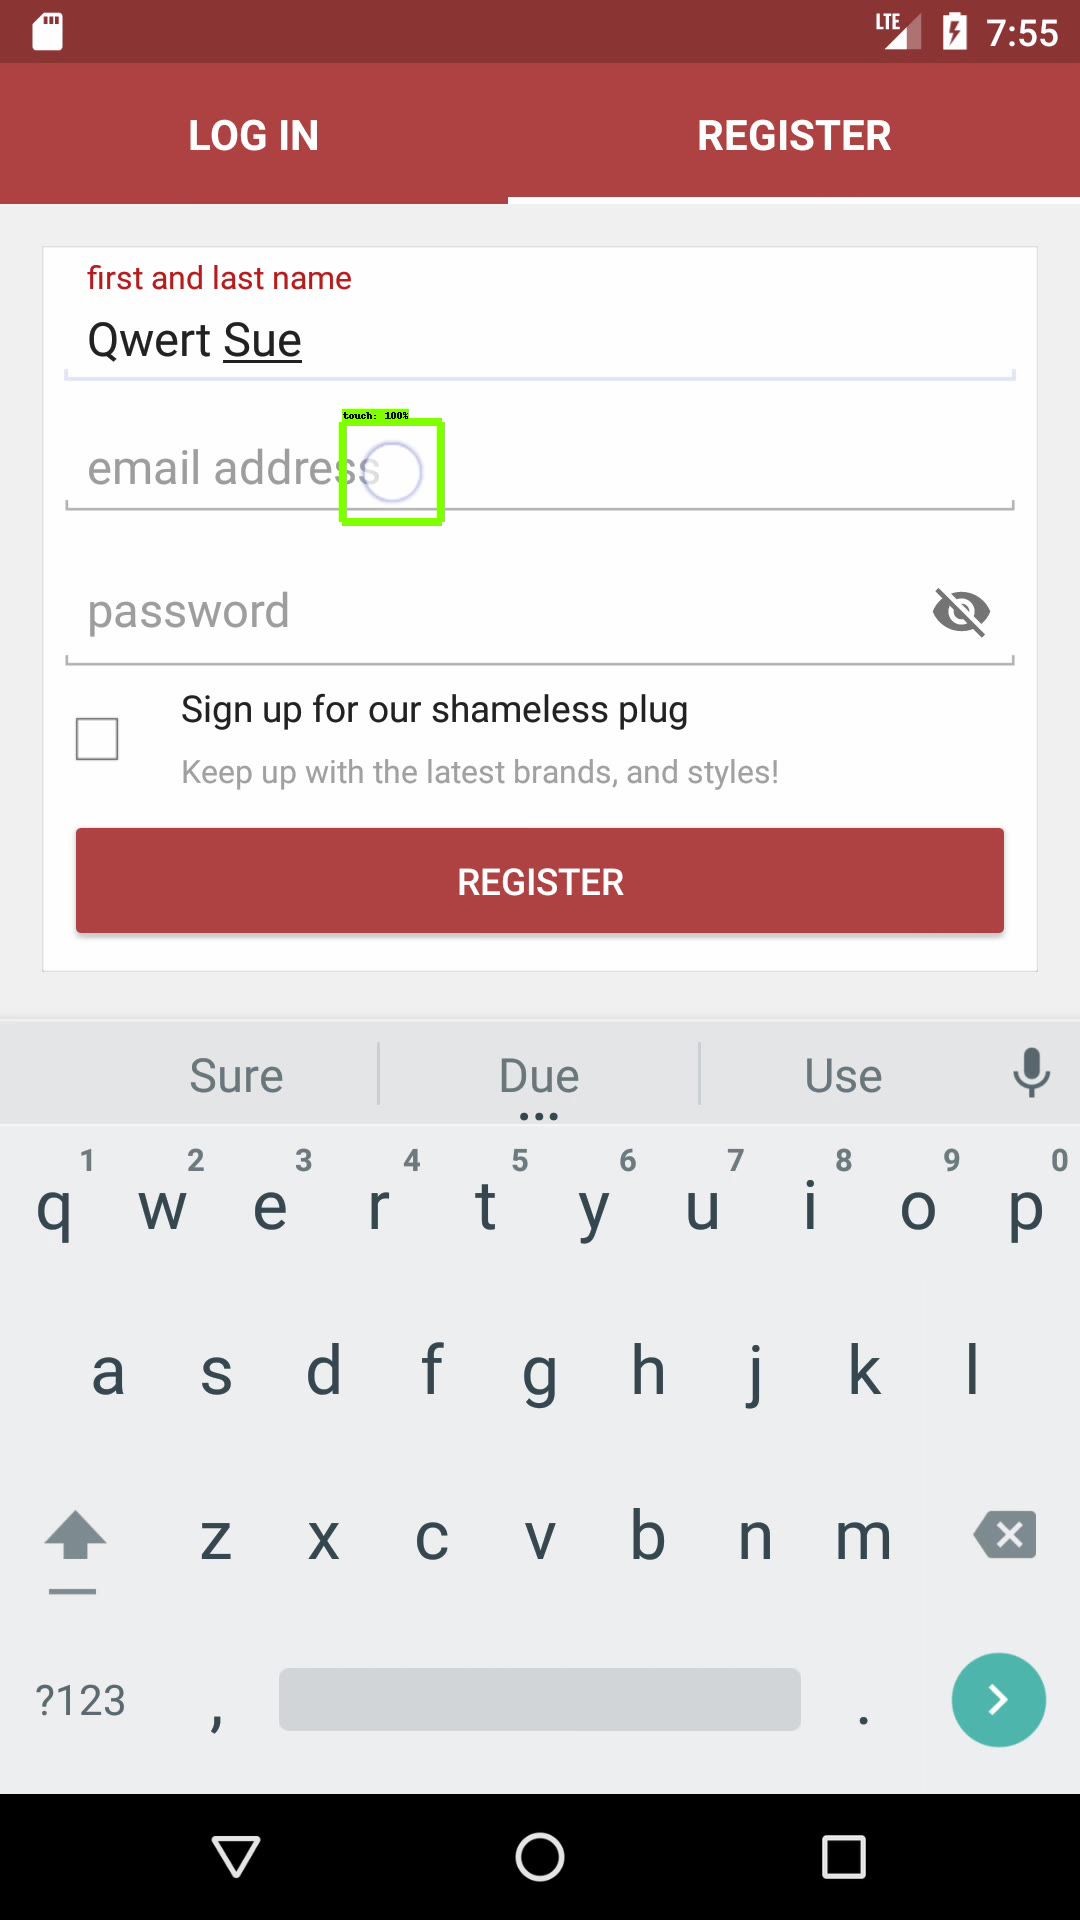 LTE 7:55
LOG IN REGISTER
first and last name
Qwert Sue
touch: 100%
email address
password
Sign up for our shameless plug
Keep up with the latest brands, and styles!
REGISTER
Sure Due Use
1 2 3 4 5 6 7 8 9 0
q w e r t y u i o p
a s d f g h j k l
z x c v b n m
?123 , .